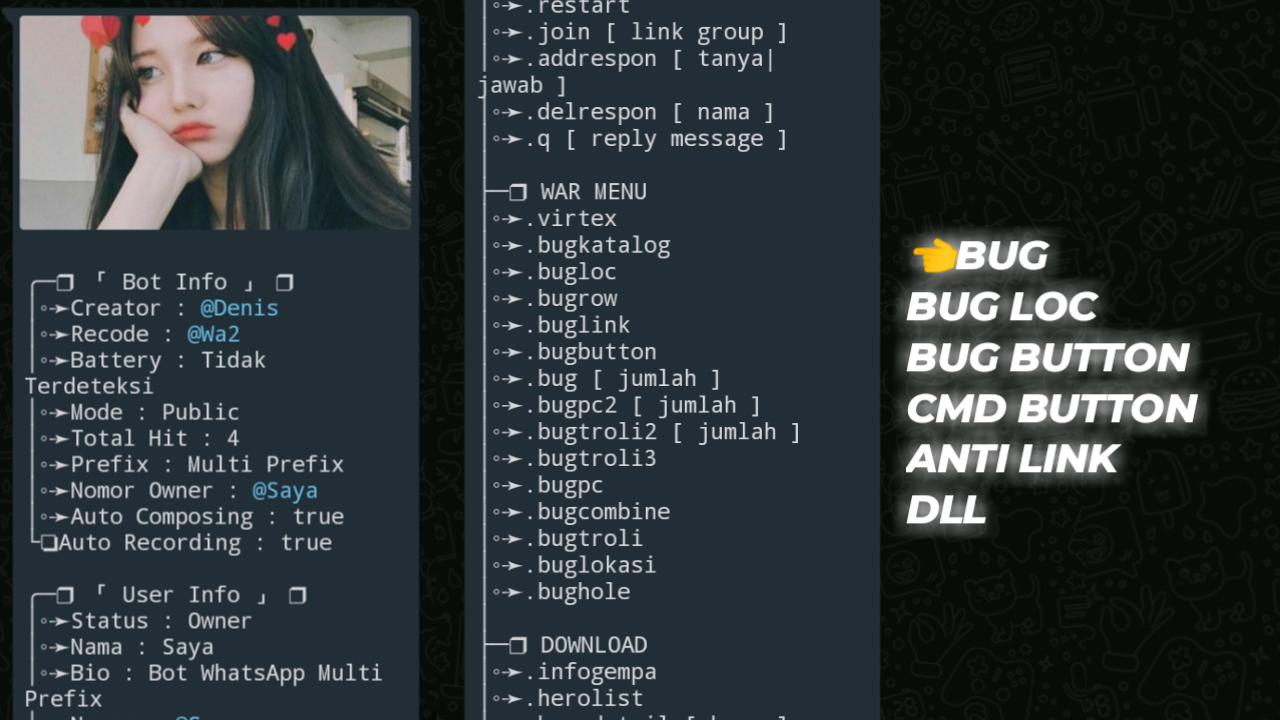 「 Bot Info 」
Creator : @Denis
Recode : @Wa2
Battery : Tidak
Terdeteksi
Mode : Public
Total Hit : 4
Prefix : Multi Prefix
Nomor Owner : @Saya
Auto Composing : true
Auto Recording : true
「 User Info 」
Status : Owner
Nama : Saya
Bio : Bot WhatsApp Multi
Prefix
.restart
.join [ link group ]
.addrespon [ tanya|
jawab ]
.delrespon [ nama ]
.q [ reply message ]
WAR MENU
.virtex
.bugkatalog
.bugloc
.bugrow
.buglink
.bugbutton
.bug [ jumlah ]
.bugpc2 [ jumlah ]
.bugtroli2 [ jumlah ]
.bugtroli3
.bugpc
.bugcombine
.bugtroli
.buglokasi
.bughole
DOWNLOAD
.infogempa
.herolist
👈BUG
BUG LOC
BUG BUTTON
CMD BUTTON
ANTI LINK
DLL